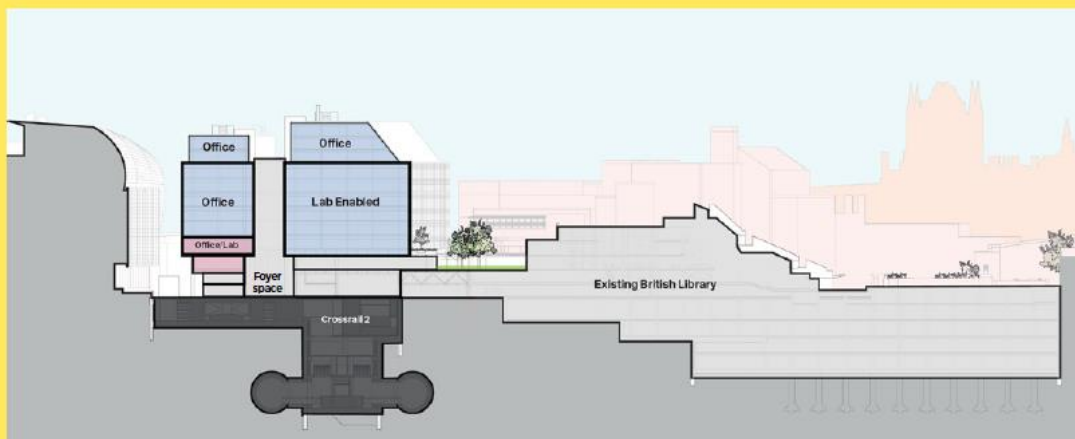 Office
Office
Office
Lab Enabled
Office/Lab
Foyer
space
Existing British Library
Crossrail 2